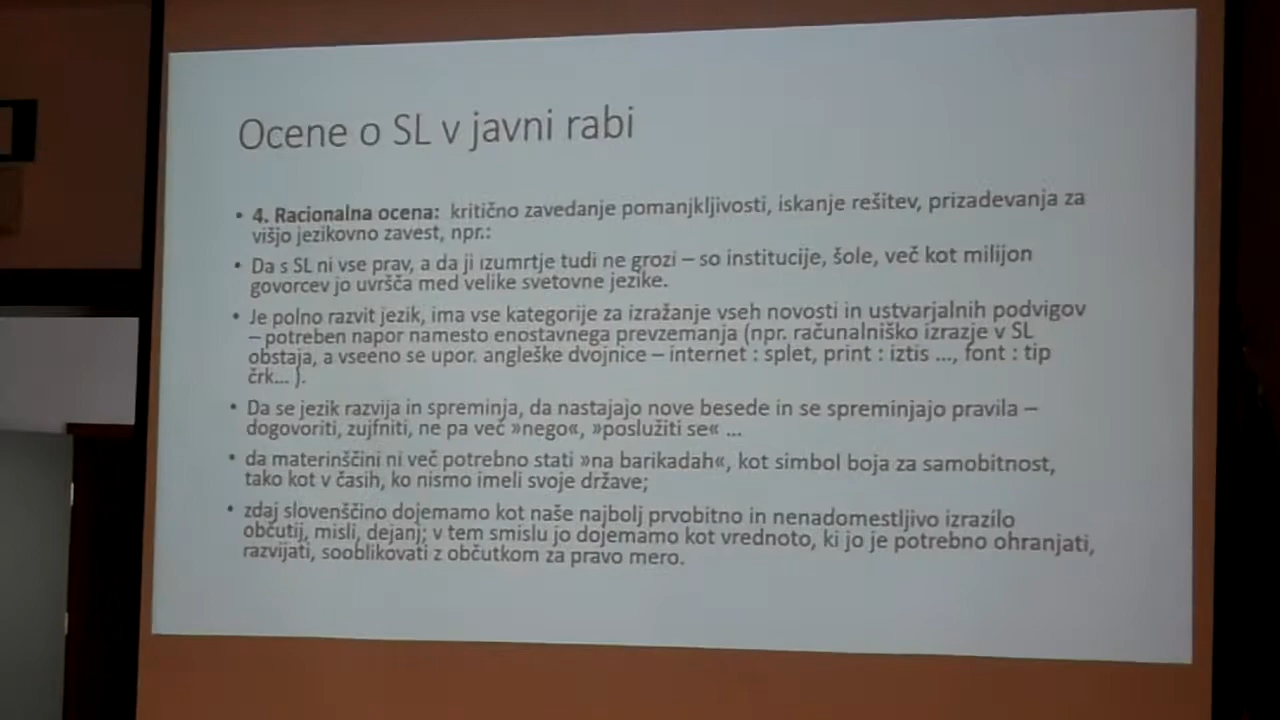 Ocene o SL v javni rabi
• 4. Racionalna ocena: kritično zavedanje pomanjkljivosti, iskanje rešitev, prizadevanja za
višjo jezikovno zavest, npr.:
• Da s SL ni vse prav, a da ji izumrtje tudi ne grozi – so institucije, šole, več kot milijon
govorcev jo uvršča med velike svetovne jezike.
• Je polno razvit jezik, ima vse kategorije za izražanje vseh novosti in ustvarjalnih podvigov
– potreben napor namesto enostavnega prevzemanja (npr. računalniško izrazje v SL
obstaja, a vseeno se upor. angleške dvojnice – internet : splet, print : iztis ..., font : tip
črk... ).
• Da se jezik razvija in spreminja, da nastajajo nove besede in se spreminjajo pravila –
dogovoriti, zujfniti, ne pa več »nego«, »poslužiti se« ...
• da materinščini ni več potrebno stati »na barikadah«, kot simbol boja za samobitnost,
tako kot v časih, ko nismo imeli svoje države;
• zdaj slovenščino dojemamo kot naše najbolj prvobitno in nenadomestljivo izrazilo
občutij, misli, dejanj; v tem smislu jo dojemamo kot vrednoto, ki jo je potrebno ohranjati,
razvijati, sooblikovati z občutkom za pravo mero.